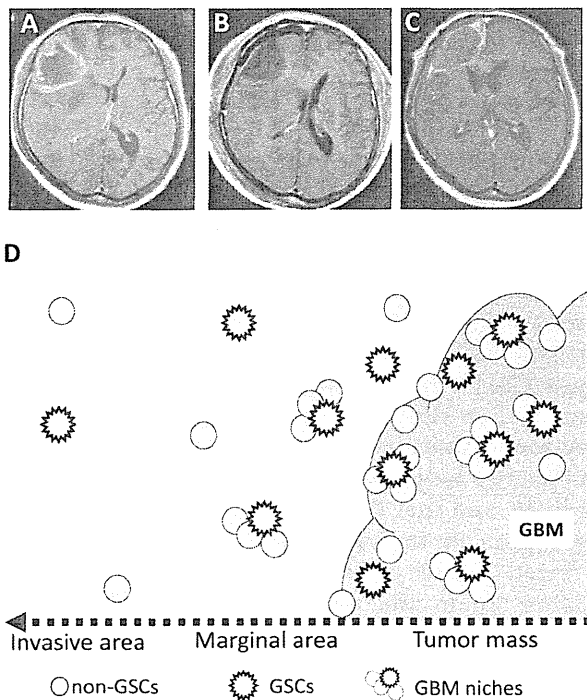 A B C
D
GBM
Invasive area Marginal area Tumor mass
non-GSCs GSCs GBM niches